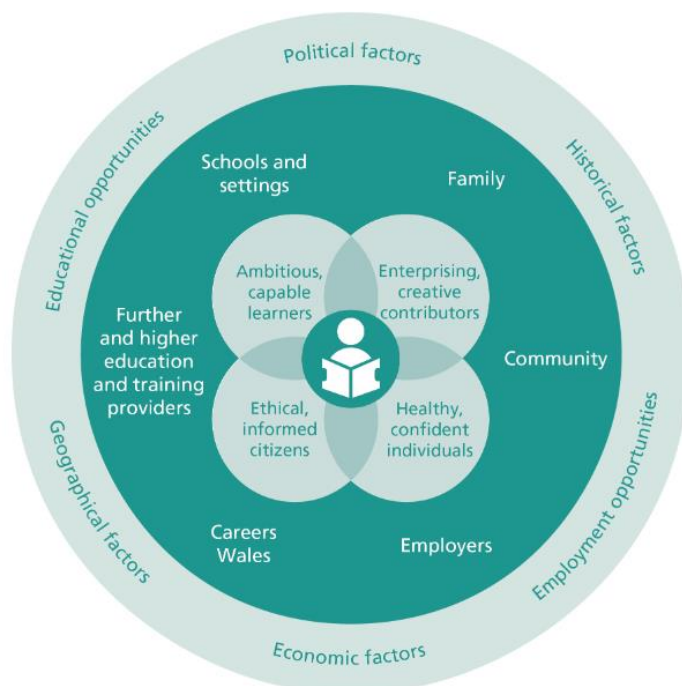 Political factors
Historical factors
Employment opportunities
Economic factors
Geographical factors
Educational opportunities
Schools and
settings
Family
Community
Employers
Careers
Wales
Further
and higher
education
and training
providers
Ambitious,
capable
learners
Enterprising,
creative
contributors
Ethical,
informed
citizens
Healthy,
confident
individuals